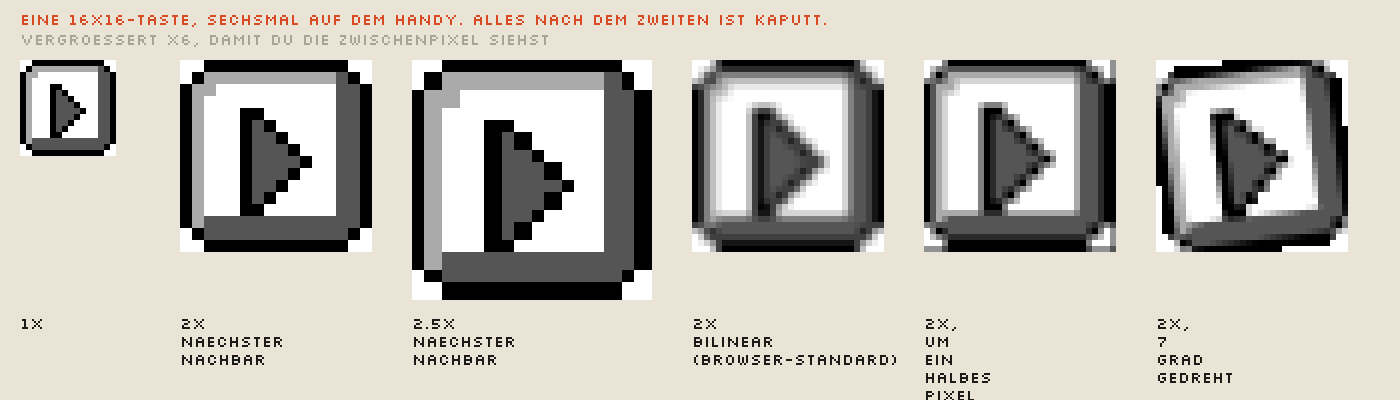 EINE 16X16-TASTE, SECHSMAL AUF DEM HANDY. ALLES NACH DEM ZWEITEN IST KAPUTT.
VERGROESSERT X6, DAMIT DU DIE ZWISCHENPIXEL SIEHST
1X
2X
NAECHSTER
NACHBAR
2.5X
NAECHSTER
NACHBAR
2X
BILINEAR
(BROWSER-STANDARD)
2X,
UM
EIN
HALBES
PIXEL
2X,
7
GRAD
GEDREHT